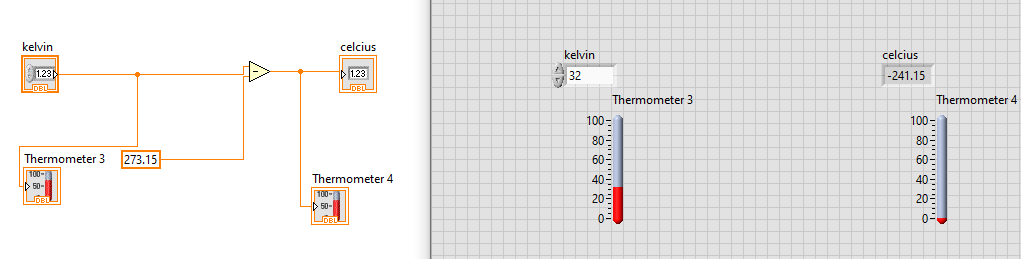 kelvin
1.23
DBL
celcius
1.23
DBL
Thermometer 3
100
50
DBL
273.15
Thermometer 4
100
50
DBL
kelvin
32
celcius
-241.15
Thermometer 3
100
80
60
40
20
0
Thermometer 4
100
80
60
40
20
0